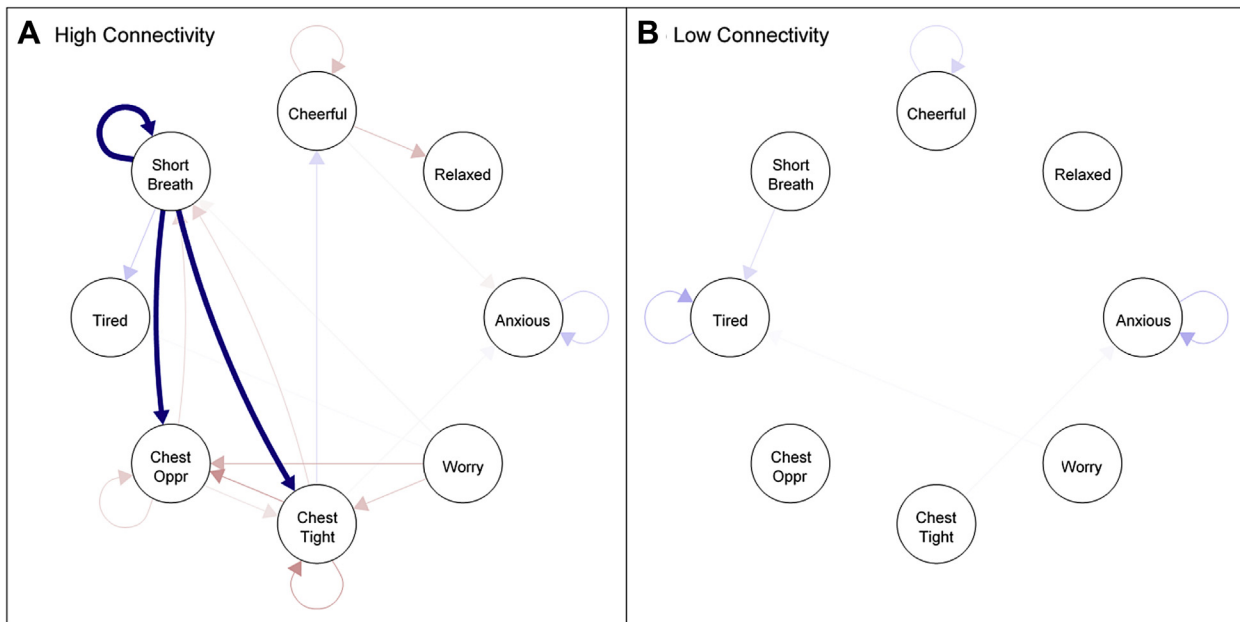 A High Connectivity
Cheerful
Short
Breath
Relaxed
Tired
Anxious
Chest
Oppr
Worry
Chest
Tight
B Low Connectivity
Cheerful
Short
Breath
Relaxed
Tired
Anxious
Chest
Oppr
Worry
Chest
Tight